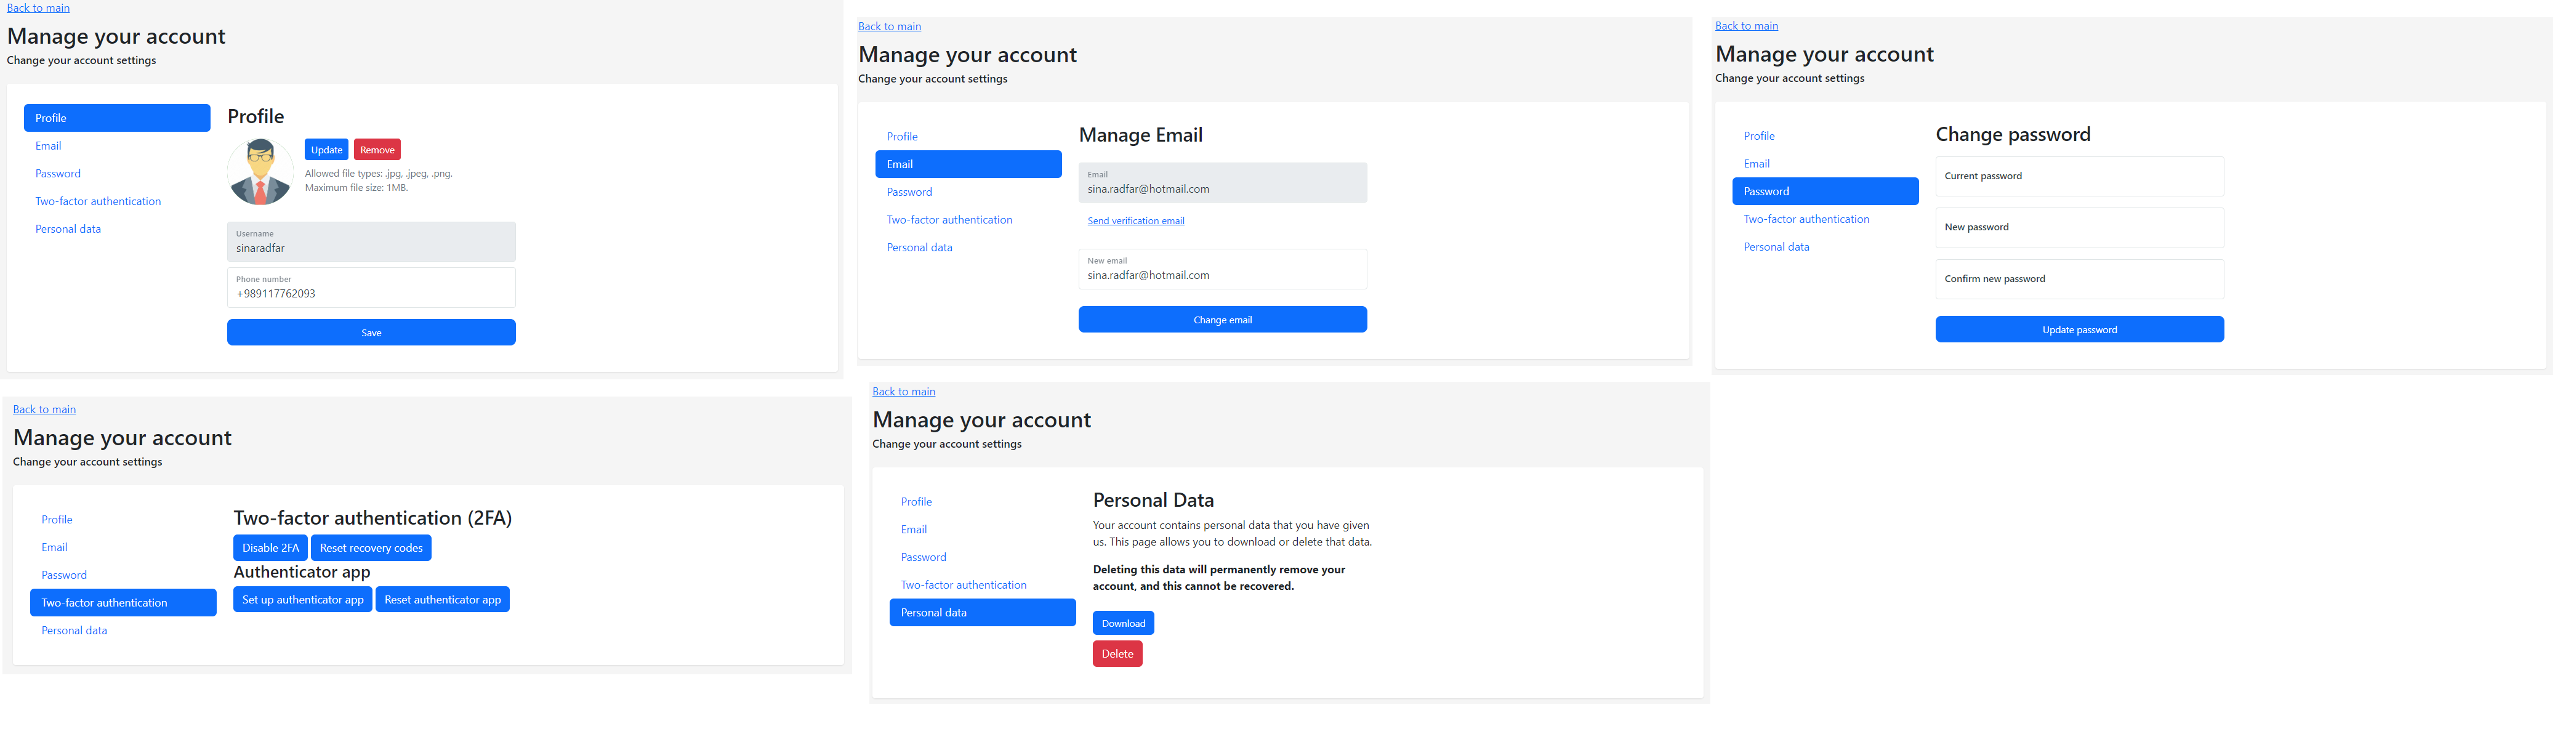 Back to main
Manage your account
Change your account settings
Profile
Email
Password
Two-factor authentication
Personal data
Profile
Update Remove
Allowed file types: .jpg, .jpeg, .png.
Maximum file size: 1MB.
Username
sinaradfar
Phone number
+989117762093
Save
Back to main
Manage your account
Change your account settings
Profile
Email
Password
Two-factor authentication
Personal data
Manage Email
Email
sina.radfar@hotmail.com
Send verification email
New email
sina.radfar@hotmail.com
Change email
Back to main
Manage your account
Change your account settings
Profile
Email
Password
Two-factor authentication
Personal data
Change password
Current password
New password
Confirm new password
Update password
Back to main
Manage your account
Change your account settings
Profile
Email
Password
Two-factor authentication
Personal data
Two-factor authentication (2FA)
Disable 2FA Reset recovery codes
Authenticator app
Set up authenticator app Reset authenticator app
Back to main
Manage your account
Change your account settings
Profile
Email
Password
Two-factor authentication
Personal data
Personal Data
Your account contains personal data that you have given
us. This page allows you to download or delete that data.
Deleting this data will permanently remove your
account, and this cannot be recovered.
Download
Delete